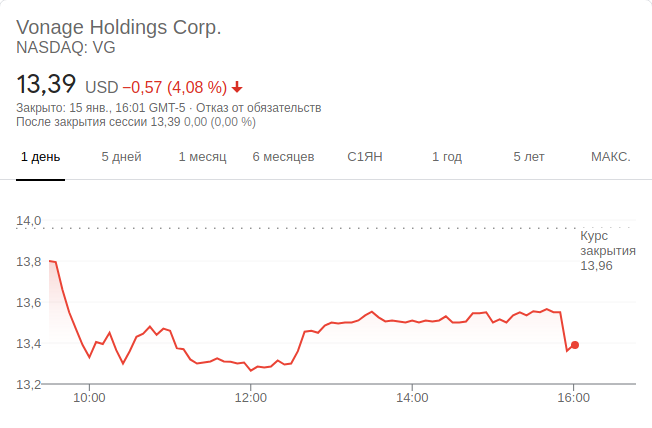 Vonage Holdings Corp.
NASDAQ: VG
13,39 USD −0,57 (4,08 %)
Закрыто: 15 янв., 16:01 GMT-5 · Отказ от обязательств
После закрытия сессии 13,39 0,00 (0,00 %)
1 день 5 дней 1 месяц 6 месяцев С1ЯН 1 год 5 лет МАКС.
14,0
Курс
закрытия
13,96
13,8
13,6
13,4
13,2
10:00 12:00 14:00 16:00